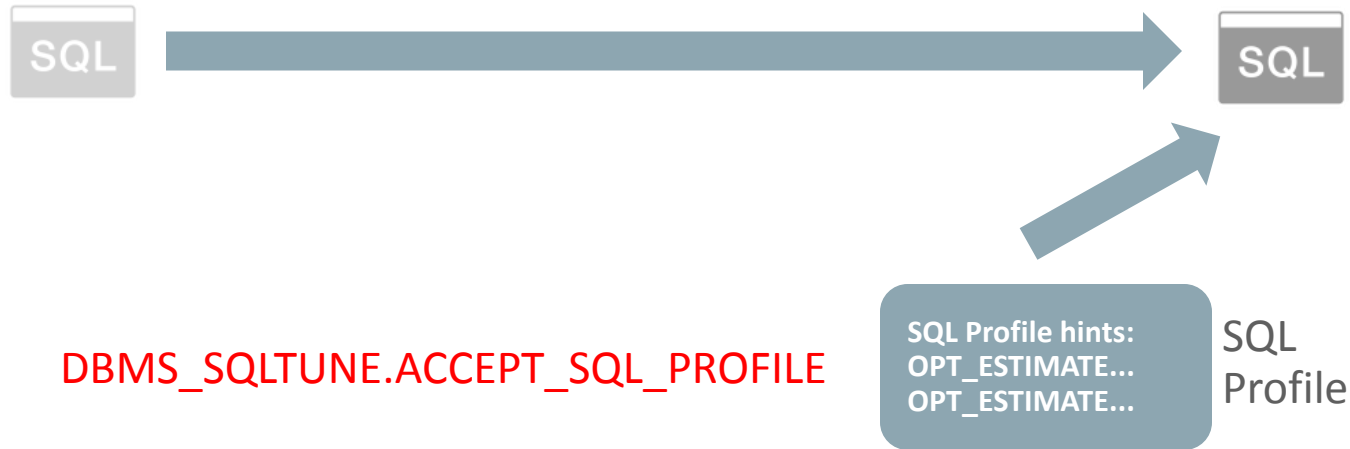 SQL
SQL
DBMS_SQLTUNE.ACCEPT_SQL_PROFILE
SQL Profile hints:
OPT_ESTIMATE...
OPT_ESTIMATE...
SQL
Profile